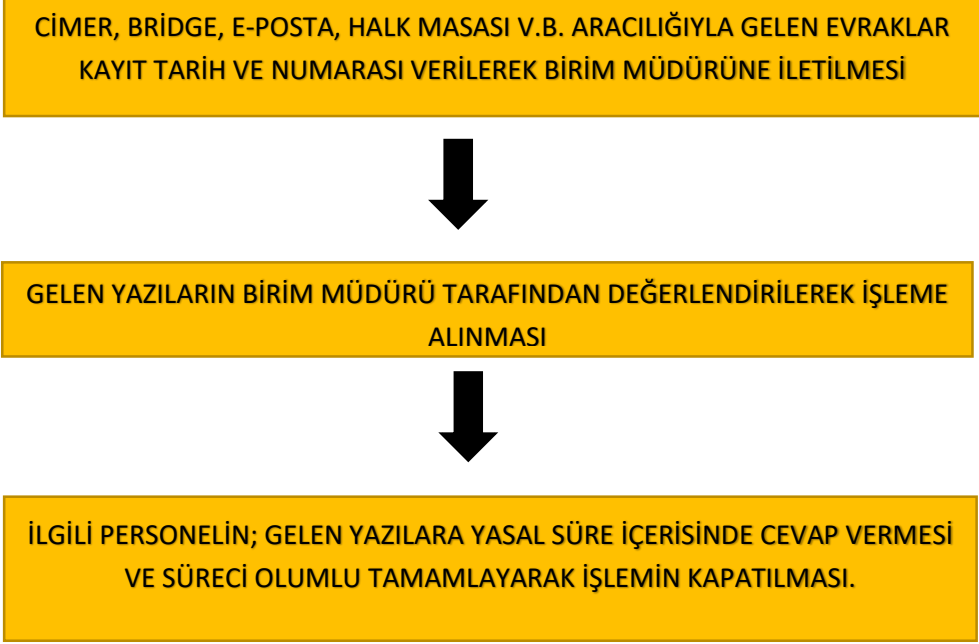 CİMER, BRİDGE, E-POSTA, HALK MASASI V.B. ARACILIĞIYLA GELEN EVRAKLAR
KAYIT TARİH VE NUMARASI VERİLEREK BİRİM MÜDÜRÜNE İLETİLMESİ
GELEN YAZILARIN BİRİM MÜDÜRÜ TARAFINDAN DEĞERLENDİRİLEREK İŞLEME
ALINMASI
İLGİLİ PERSONELİN; GELEN YAZILARA YASAL SÜRE İÇERİSİNDE CEVAP VERMESİ
VE SÜRECİ OLUMLU TAMAMLAYARAK İŞLEMİN KAPATILMASI.